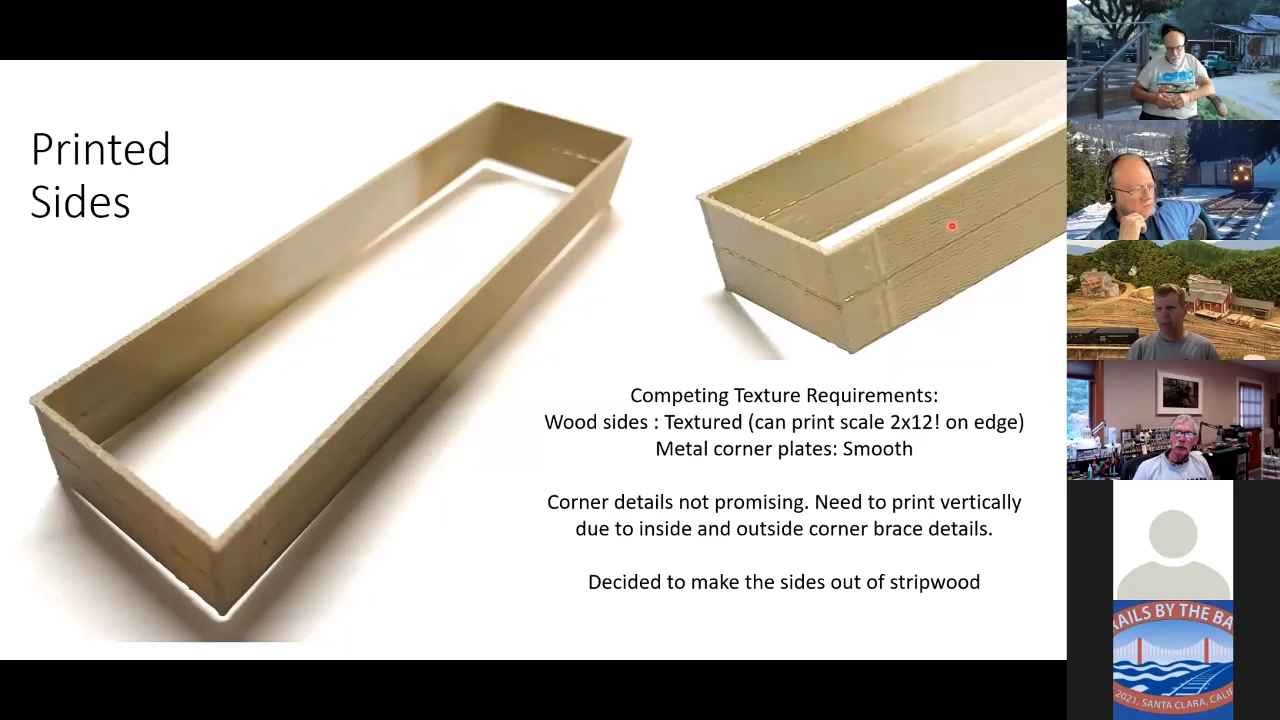 Printed
Sides
Competing Texture Requirements:
Wood sides : Textured (can print scale 2x12! on edge)
Metal corner plates: Smooth
Corner details not promising. Need to print vertically
due to inside and outside corner brace details.
Decided to make the sides out of stripwood
RAILS BY THE BA
2021, SANTA CLARA, CALIF